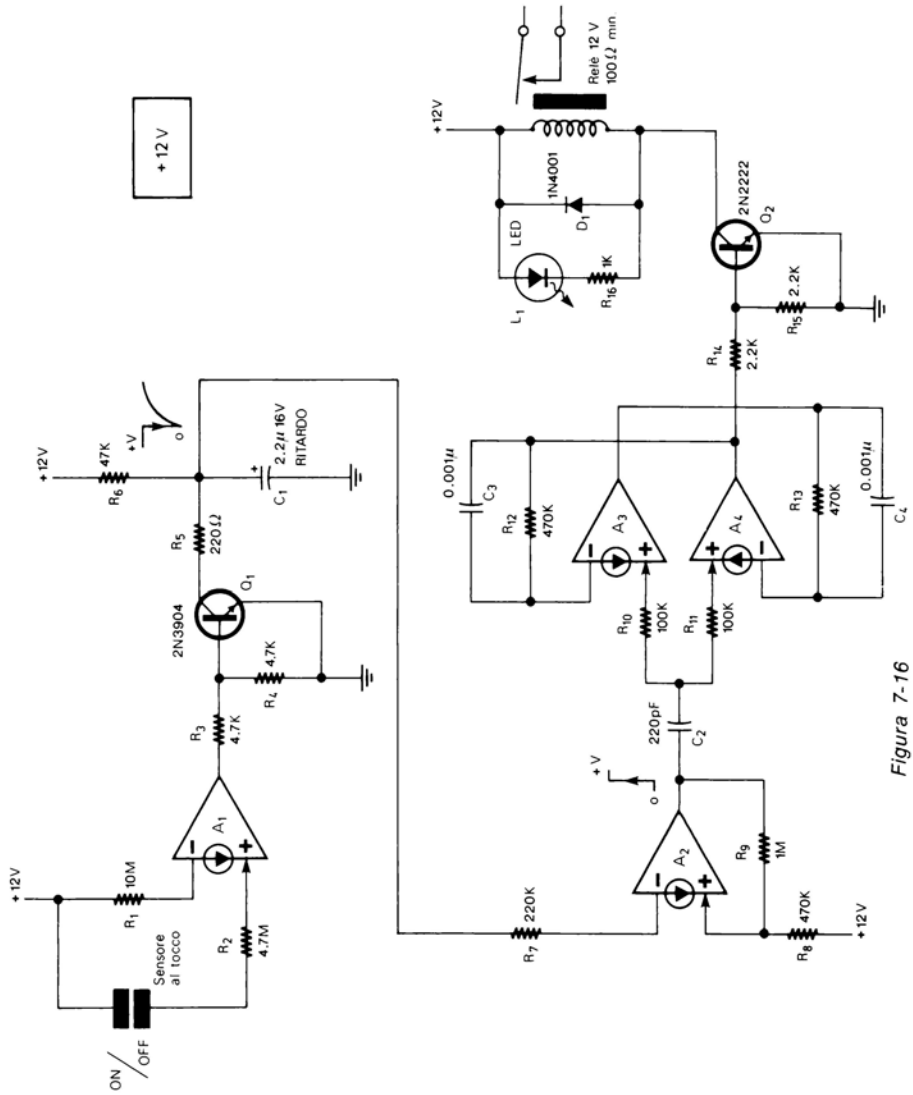 ON/OFF
Sensore
al tocco
+12V
R1
10M
R2
4.7M
A1
R3
4.7K
R4
4.7K
2N3904
Q1
R5
220Ω
+12V
R6
47K
C1
2.2µ 16V
RITARDO
+V
0
+12 V
R7
220K
A2
R8
470K
+12V
R9
1M
+V
0
C2
220pF
R10
100K
R11
100K
A3
A4
C3
0.001µ
R12
470K
R13
470K
C4
0.001µ
R14
2.2K
R15
2.2K
2N2222
Q2
L1
LED
R16
1K
D1
1N4001
+12V
Relé 12 V
100Ω min.
Figura 7-16